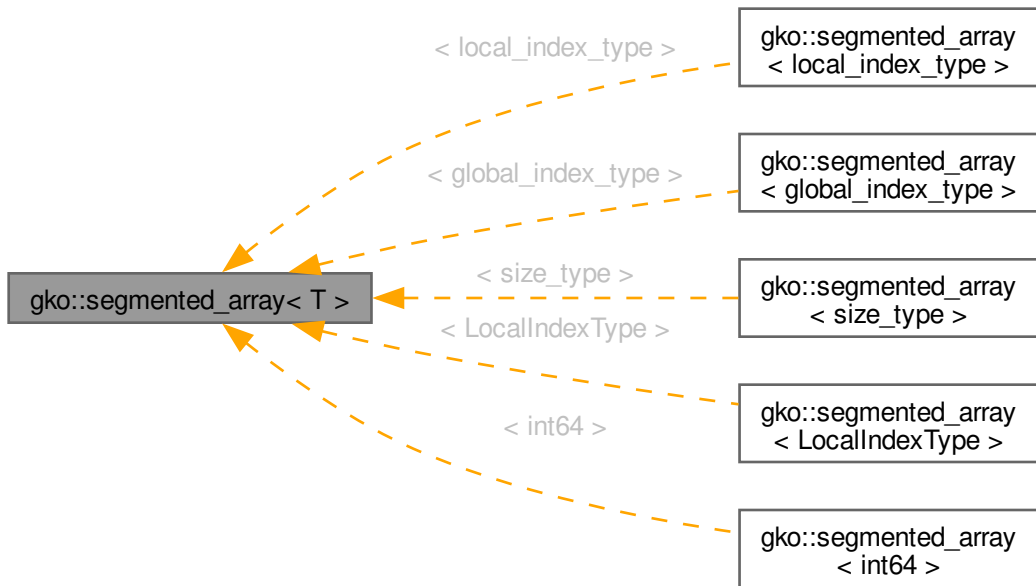 < local_index_type >
gko::segmented_array
< local_index_type >
< global_index_type >
gko::segmented_array
< global_index_type >
gko::segmented_array< T >
< size_type >
gko::segmented_array
< size_type >
< LocalIndexType >
gko::segmented_array
< LocalIndexType >
< int64 >
gko::segmented_array
< int64 >